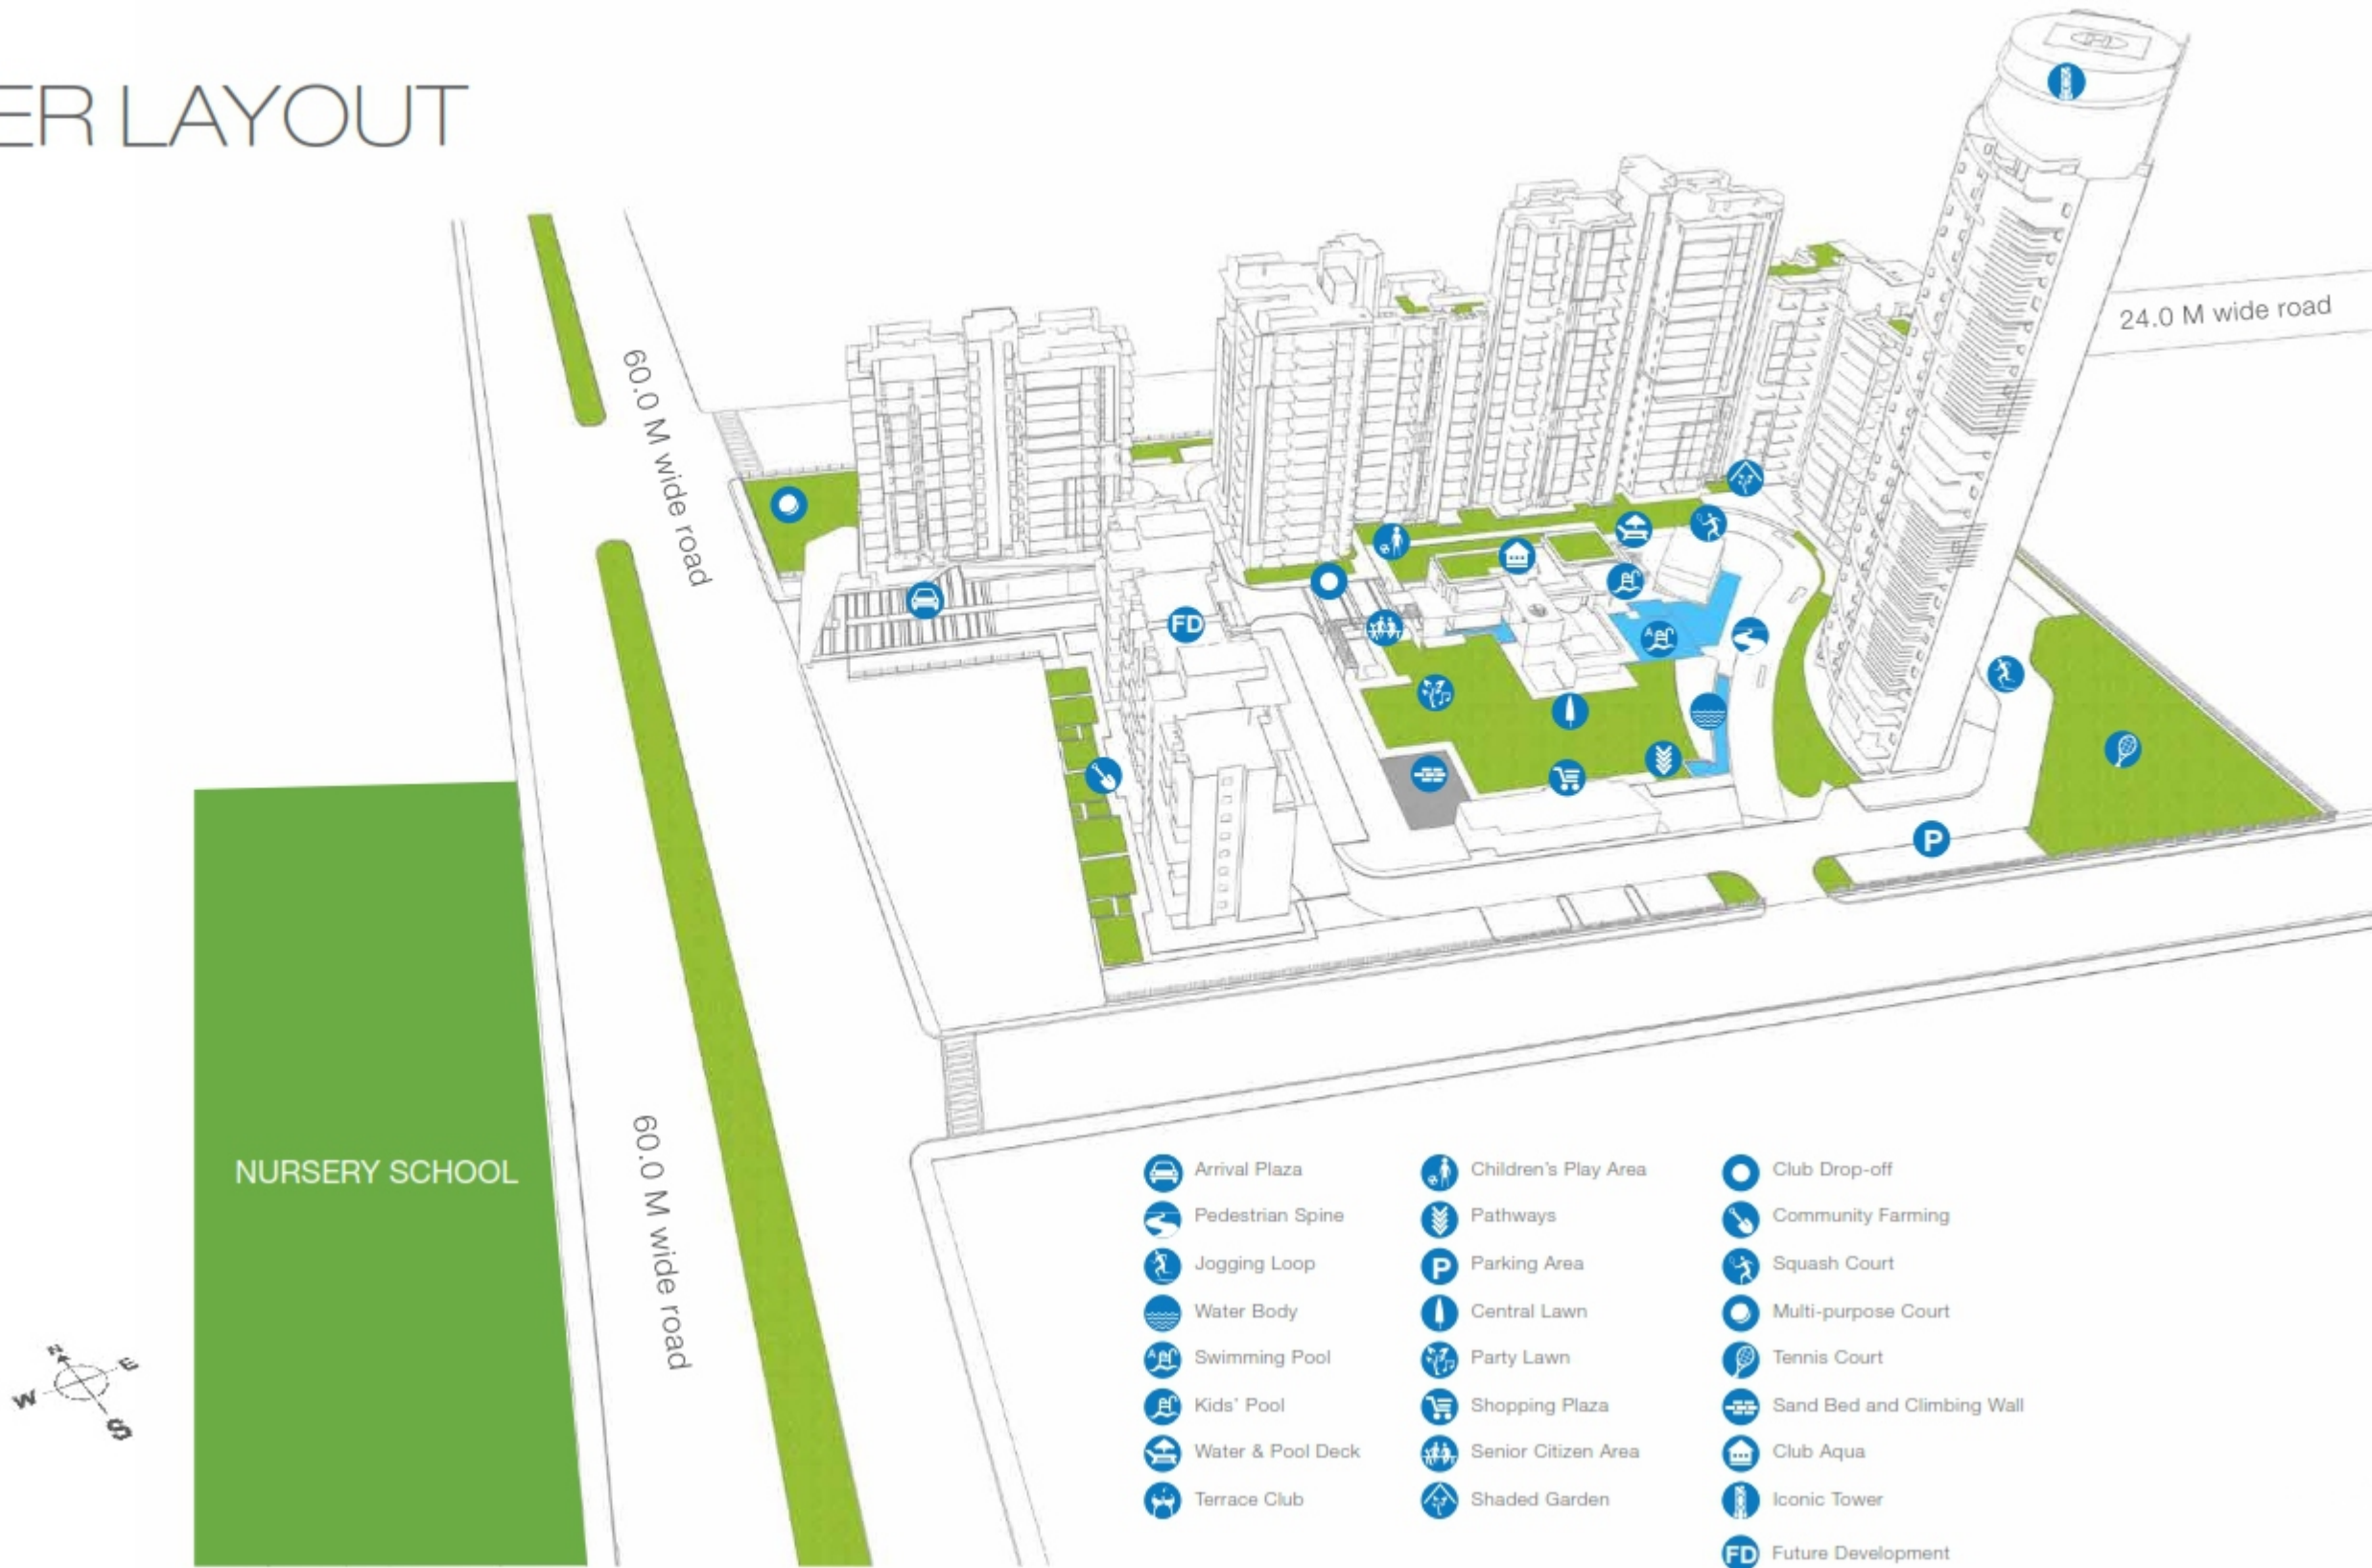 ER LAYOUT
60.0 M wide road
24.0 M wide road
FD
P
NURSERY SCHOOL
60.0 M wide road
N
E
W
S
Arrival Plaza
Pedestrian Spine
Jogging Loop
Water Body
A
Swimming Pool
Kids' Pool
Water & Pool Deck
Terrace Club
Children's Play Area
Pathways
P Parking Area
Central Lawn
Party Lawn
Shopping Plaza
Senior Citizen Area
Shaded Garden
Club Drop-off
Community Farming
Squash Court
Multi-purpose Court
Tennis Court
Sand Bed and Climbing Wall
Club Aqua
Iconic Tower
FD Future Development